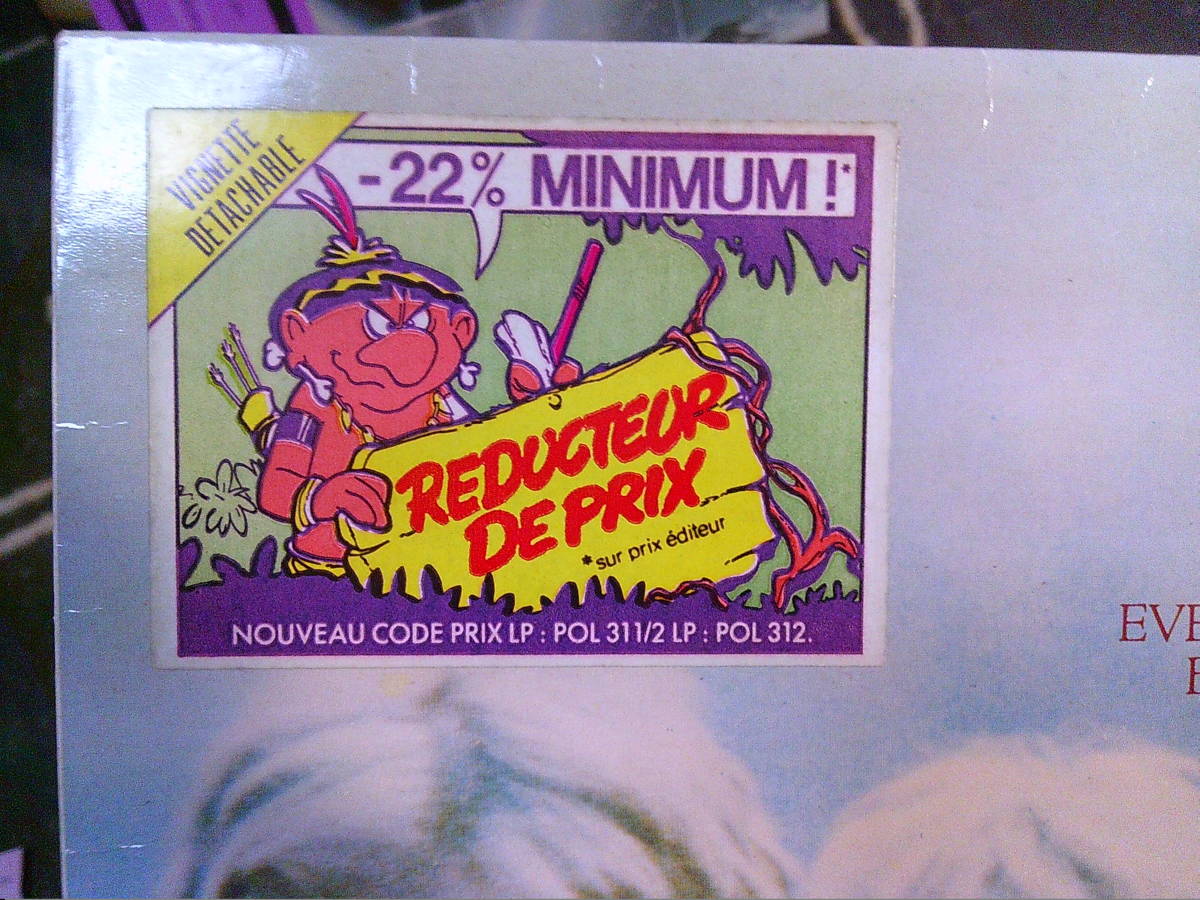 VIGNETTE
DETACHABLE
-22% MINIMUM !*
REDUCTEUR
DE PRIX
*sur prix éditeur
NOUVEAU CODE PRIX LP : POL 311/2 LP : POL 312.
EVE